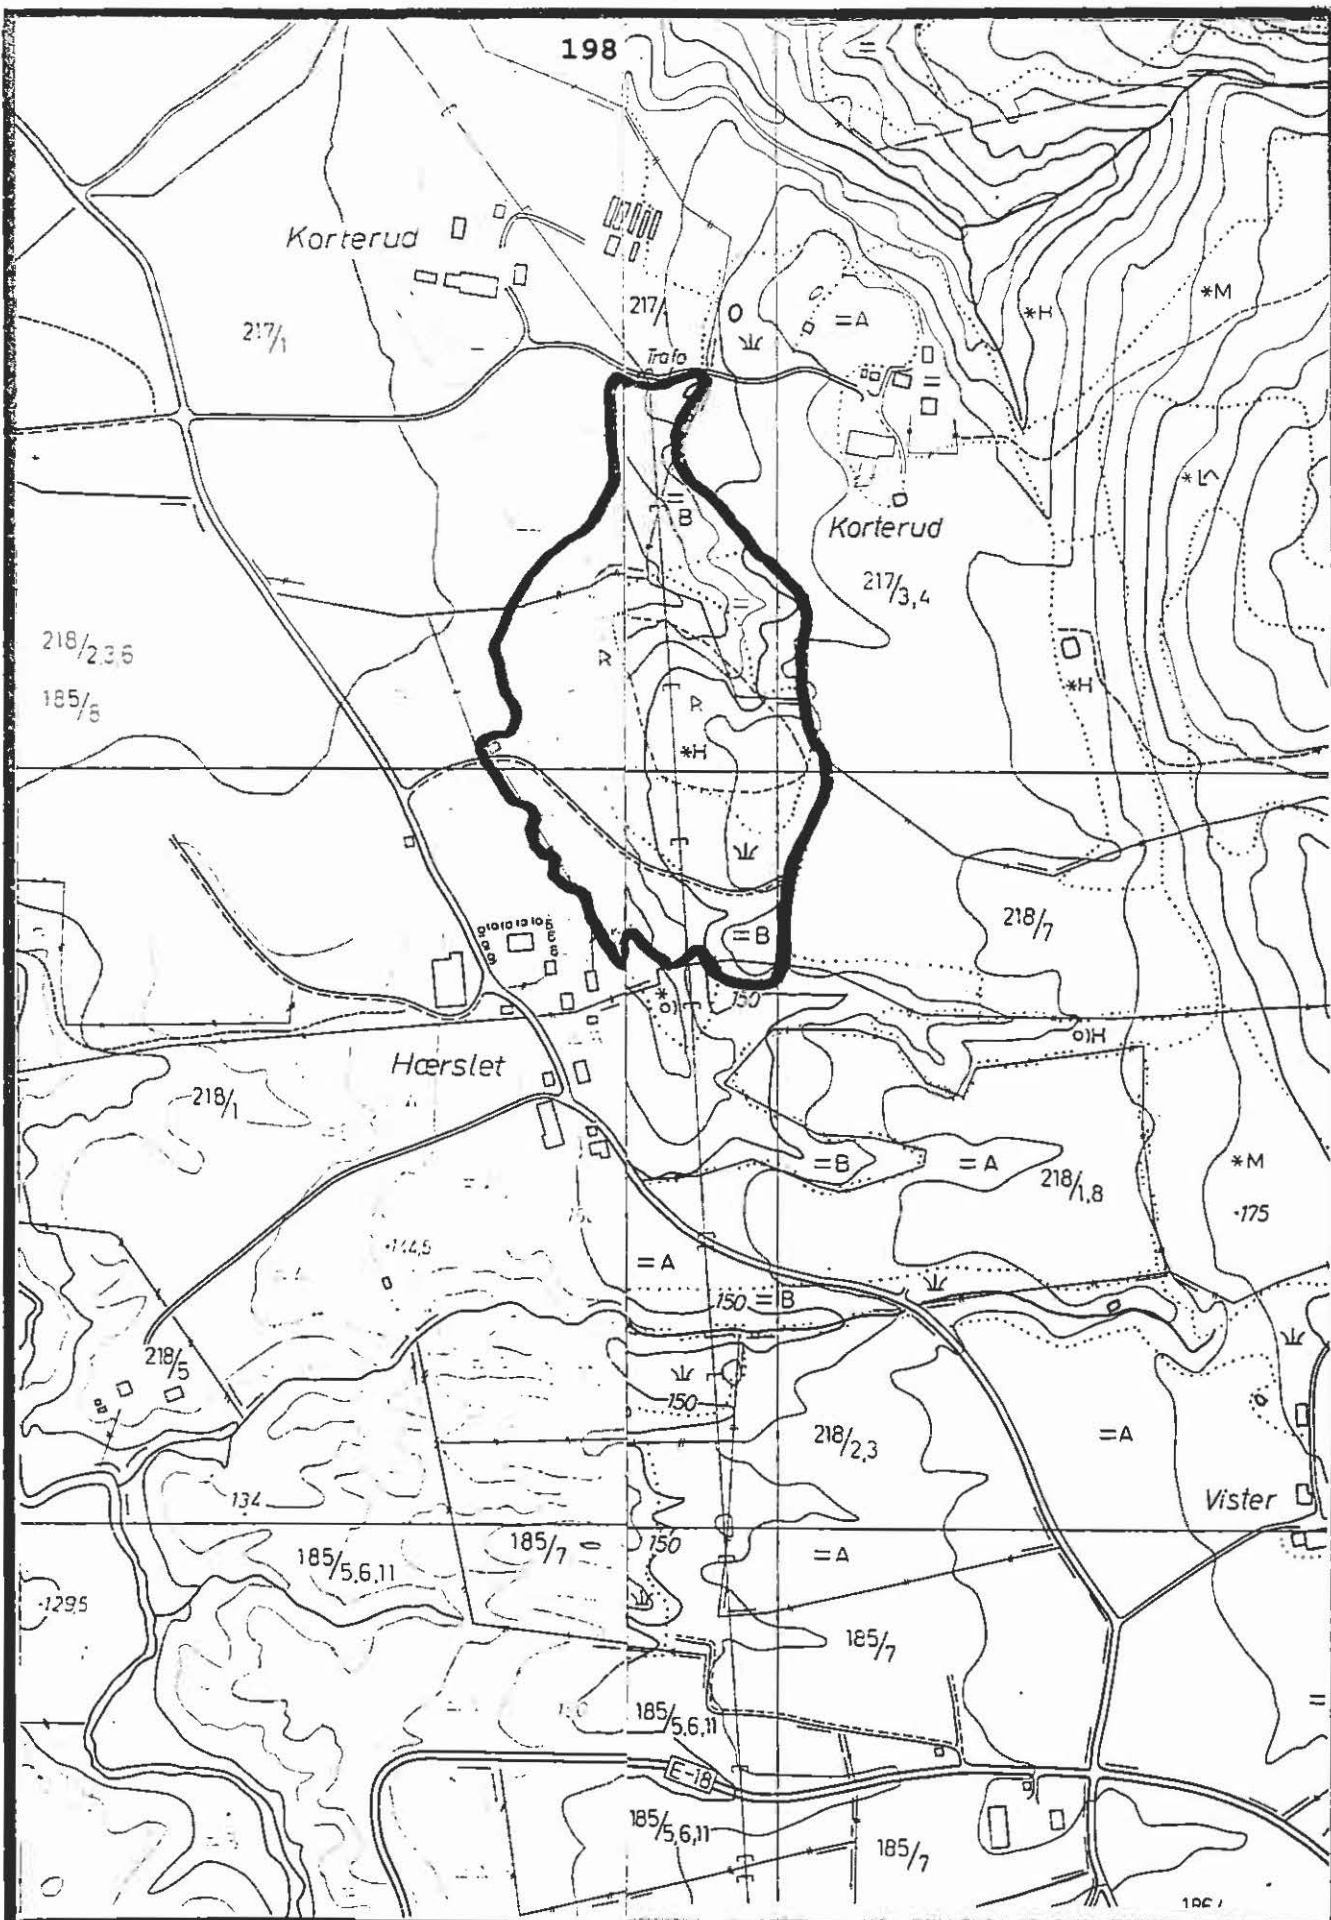 198
Korterud
217/1
217/
O
=A
*H
*M
Trafo
=
=
B
Korterud
217/3,4
218/2,3,6
185/8
R
R
*H
*H
=B
218/7
150
o)H
Hærslet
218/1
=B
=A
218/1,8
*M
·175
·144,5
=A
150
=B
218/5
150
218/2,3
=A
Vister
134
185/5,6,11
185/7
150
=A
·129,5
185/7
185/5,6,11
E-18
185/5,6,11
185/7